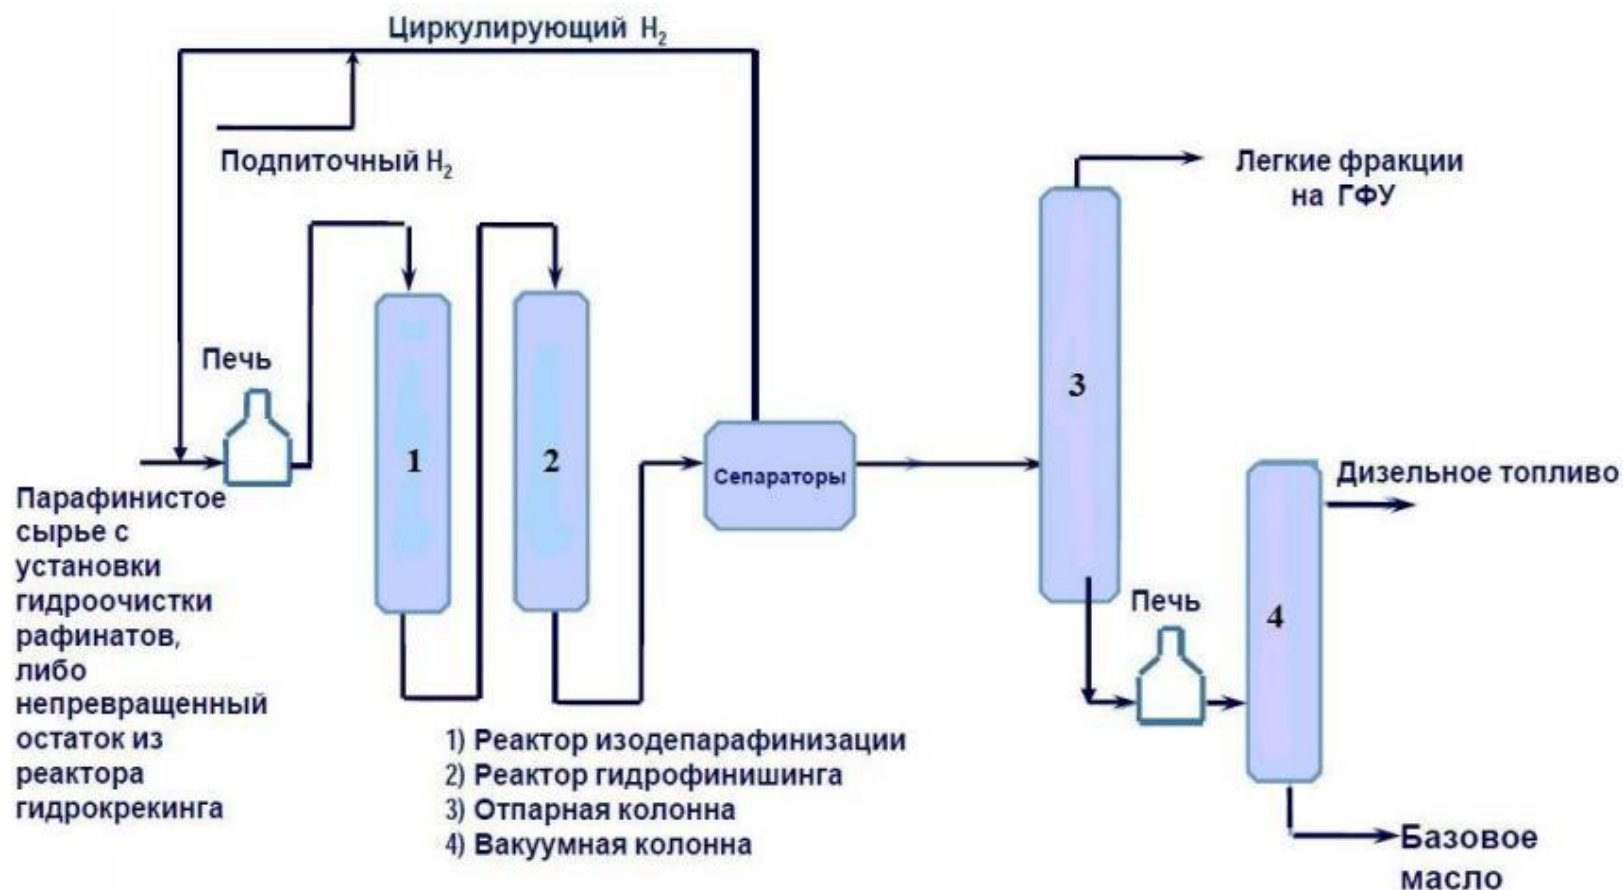 Циркулирующий H₂
Подпиточный H₂
Легкие фракции
на ГФУ
Печь
3
1
2
Сепараторы
Дизельное топливо
Парафинистое
сырье с
установки
гидроочистки
рафинатов,
либо
непревращенный
остаток из
реактора
гидрокрекинга
Печь
4
1) Реактор изодепарафинизации
2) Реактор гидрофинишинга
3) Отпарная колонна
4) Вакуумная колонна
Базовое
масло